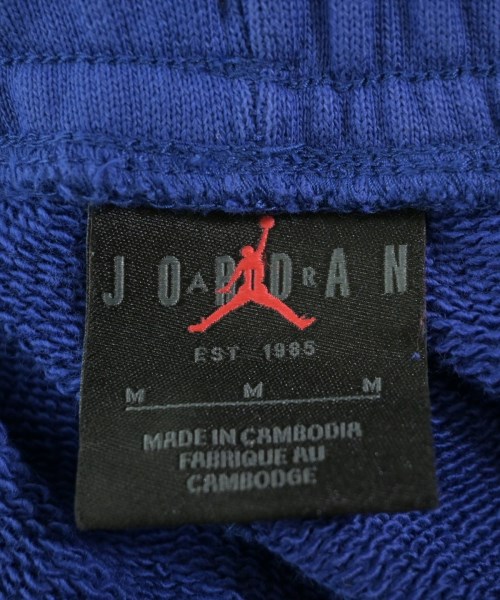 JORDAN
AIR
EST 1985
M M M
MADE IN CAMBODIA
FABRIQUE AU
CAMBODGE